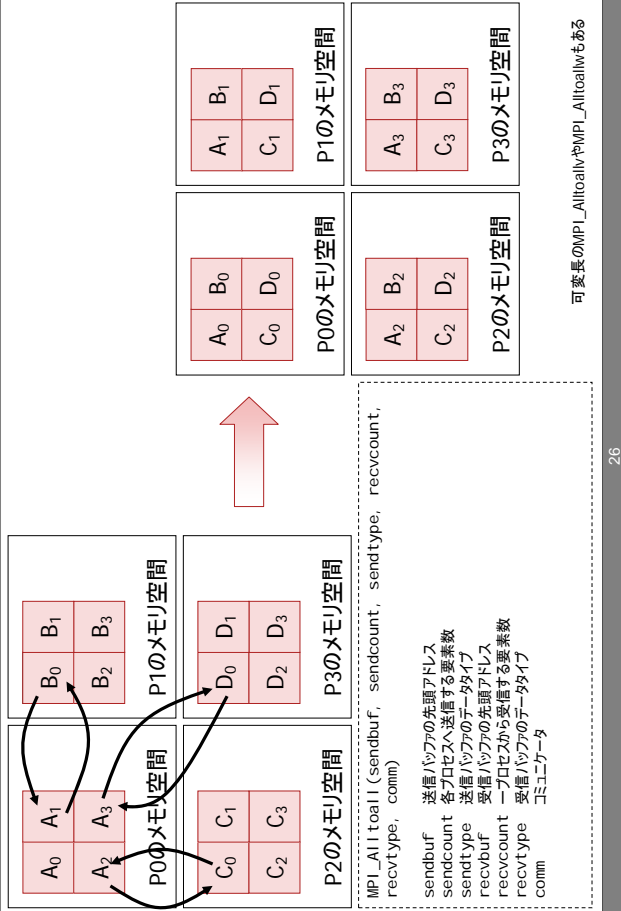 A0 A1
A2 A3
P0のメモリ空間
B0 B1
B2 B3
P1のメモリ空間
C0 C1
C2 C3
P2のメモリ空間
D0 D1
D2 D3
P3のメモリ空間
A0 B0
C0 D0
P0のメモリ空間
A1 B1
C1 D1
P1のメモリ空間
A2 B2
C2 D2
P2のメモリ空間
A3 B3
C3 D3
P3のメモリ空間
MPI_Alltoall(sendbuf, sendcount, sendtype, recvcount,
recvtype, comm)
sendbuf 送信バッファの先頭アドレス
sendcount 各プロセスへ送信する要素数
sendtype 送信バッファのデータタイプ
recvbuf 受信バッファの先頭アドレス
recvcount 一プロセスから受信する要素数
recvtype 受信バッファのデータタイプ
comm コミュニケータ
可変長のMPI_AlltoallvやMPI_Alltoallwもある
26